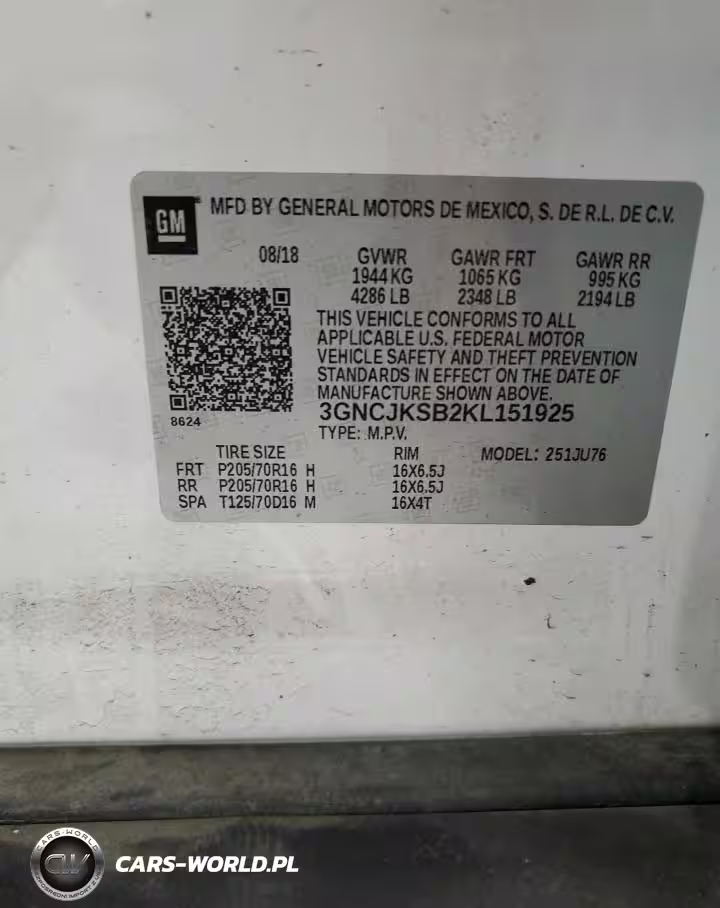 GM
MFD BY GENERAL MOTORS DE MEXICO, S. DE R.L. DE C.V.
08/18 GVWR GAWR FRT GAWR RR
1944 KG 1065 KG 995 KG
4286 LB 2348 LB 2194 LB
THIS VEHICLE CONFORMS TO ALL
APPLICABLE U.S. FEDERAL MOTOR
VEHICLE SAFETY AND THEFT PREVENTION
STANDARDS IN EFFECT ON THE DATE OF
MANUFACTURE SHOWN ABOVE.
8624
3GNCJKSB2KL151925
TYPE: M.P.V.
TIRE SIZE RIM MODEL: 251JU76
FRT P205/70R16 H 16X6.5J
RR P205/70R16 H 16X6.5J
SPA T125/70D16 M 16X4T
CARS-WORLD
CW
CARS-WORLD.PL